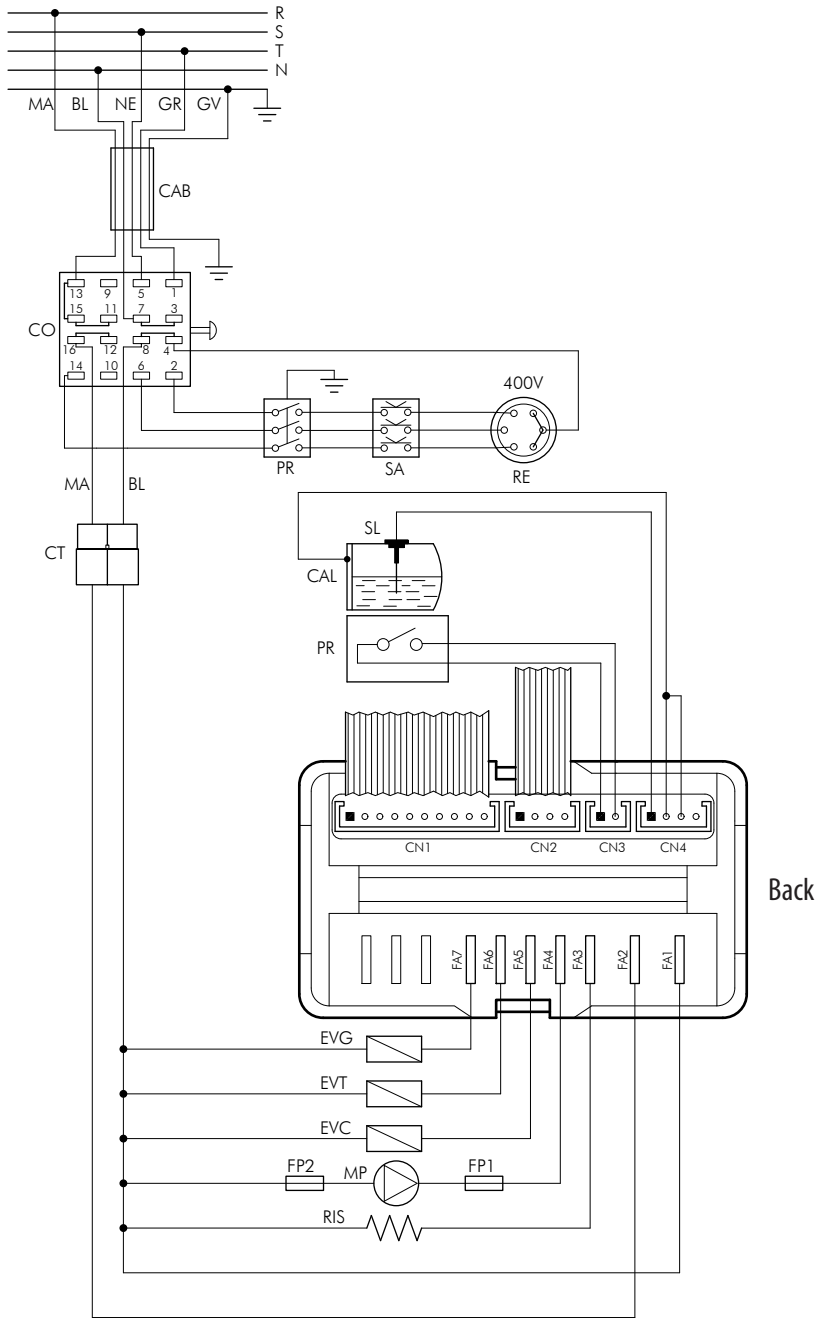 R
S
T
N
MA BL NE GR GV
CAB
CO
13 9 5 1
15 11 7 3
16 12 8 4
14 10 6 2
400V
PR SA RE
MA BL
CT
SL
CAL
PR
CN1 CN2 CN3 CN4
Back
FA7 FA6 FA5 FA4 FA3 FA2 FA1
EVG
EVT
EVC
FP2 MP FP1
RIS